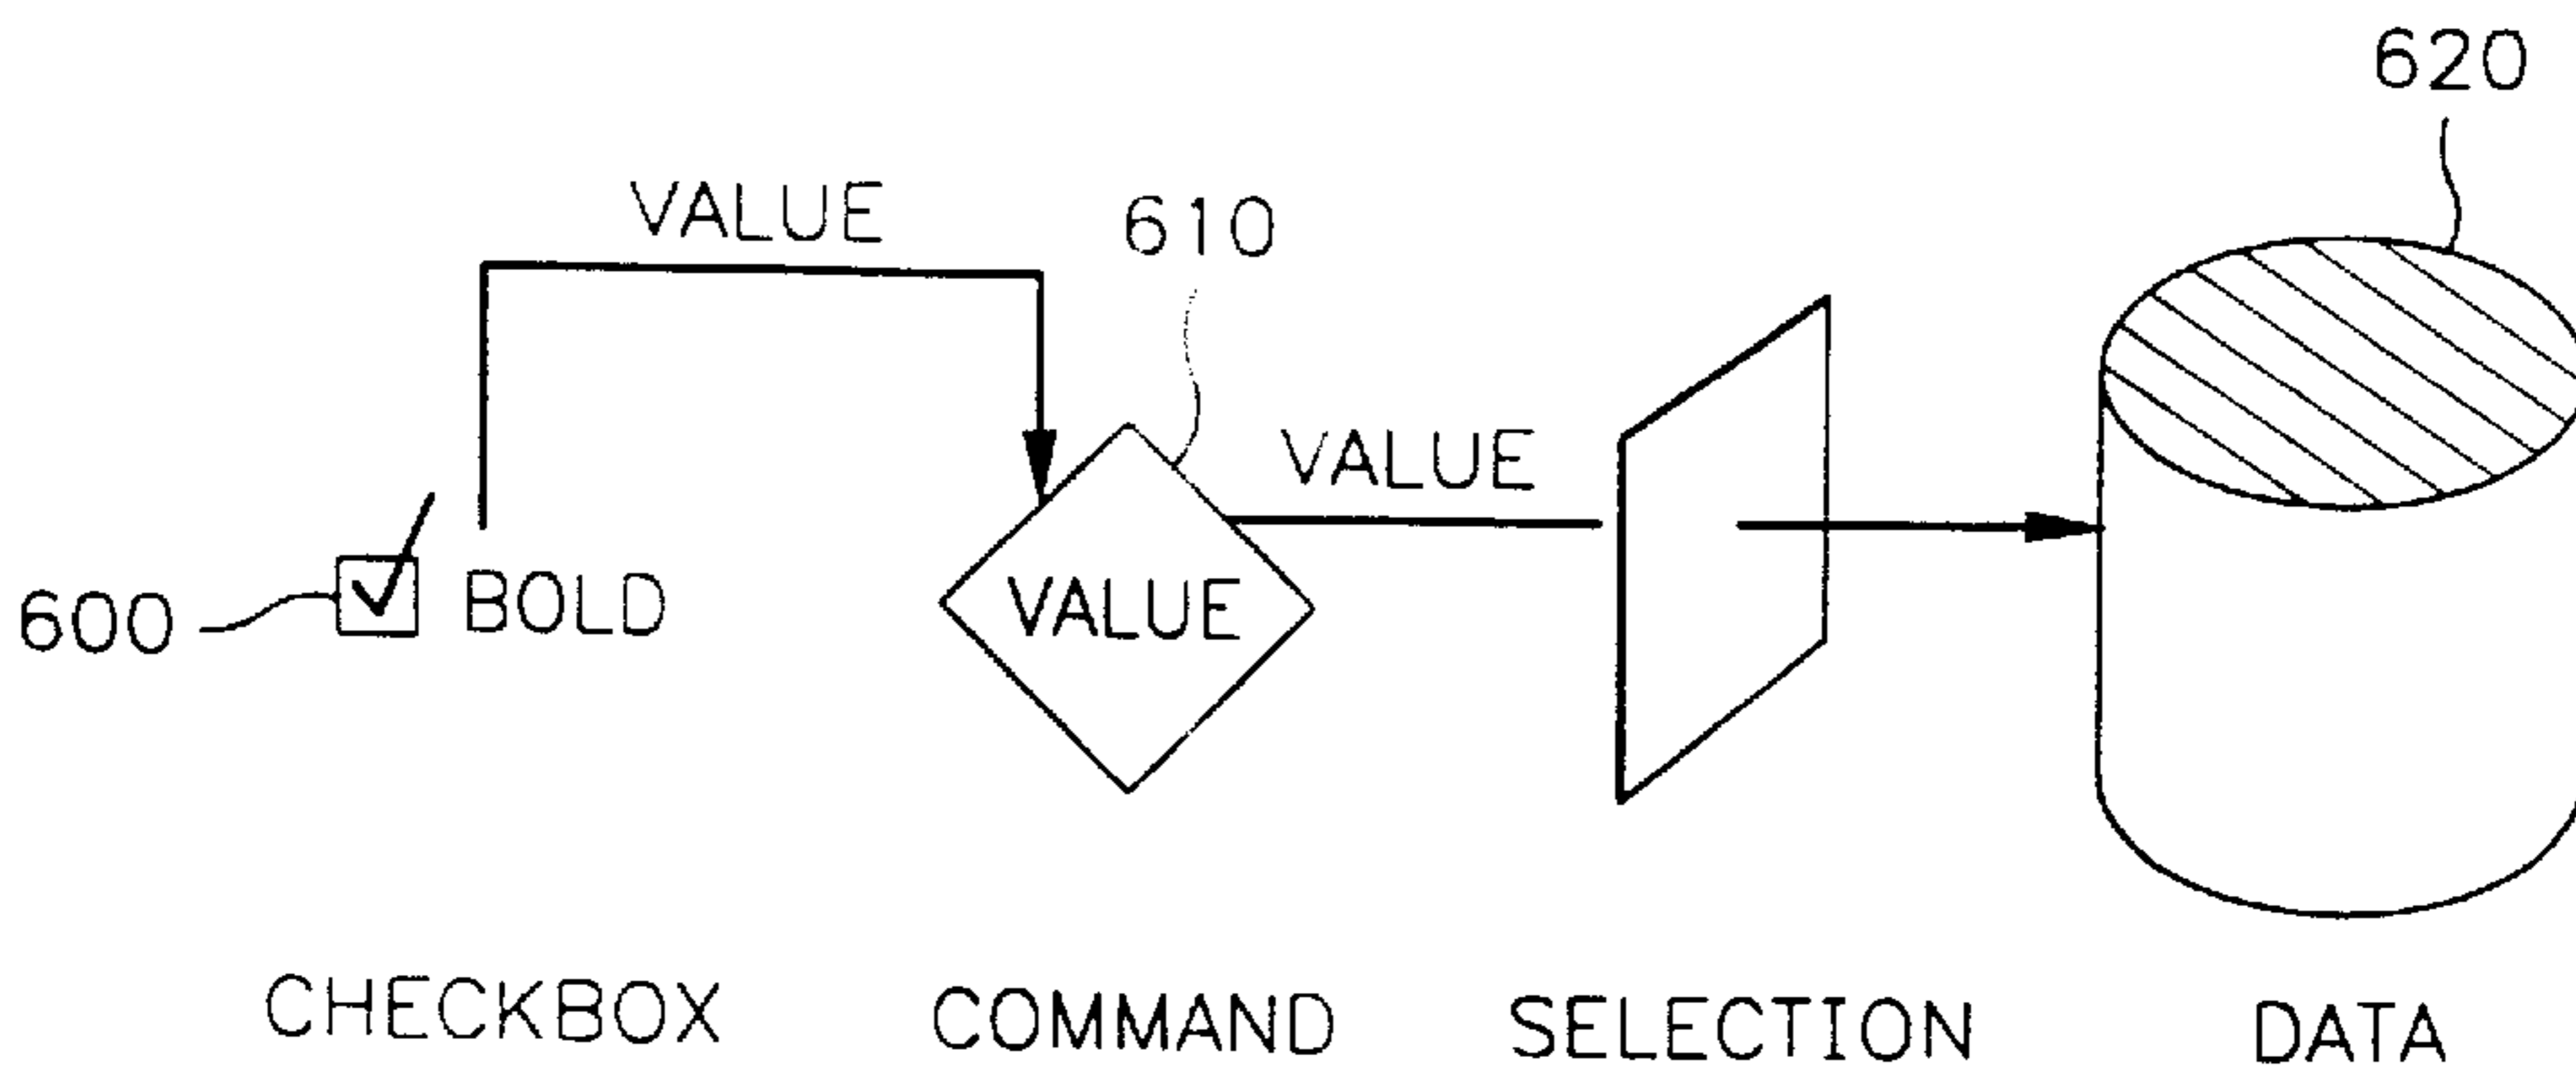 620
VALUE
610
VALUE
600
BOLD
VALUE
CHECKBOX
COMMAND
SELECTION
DATA